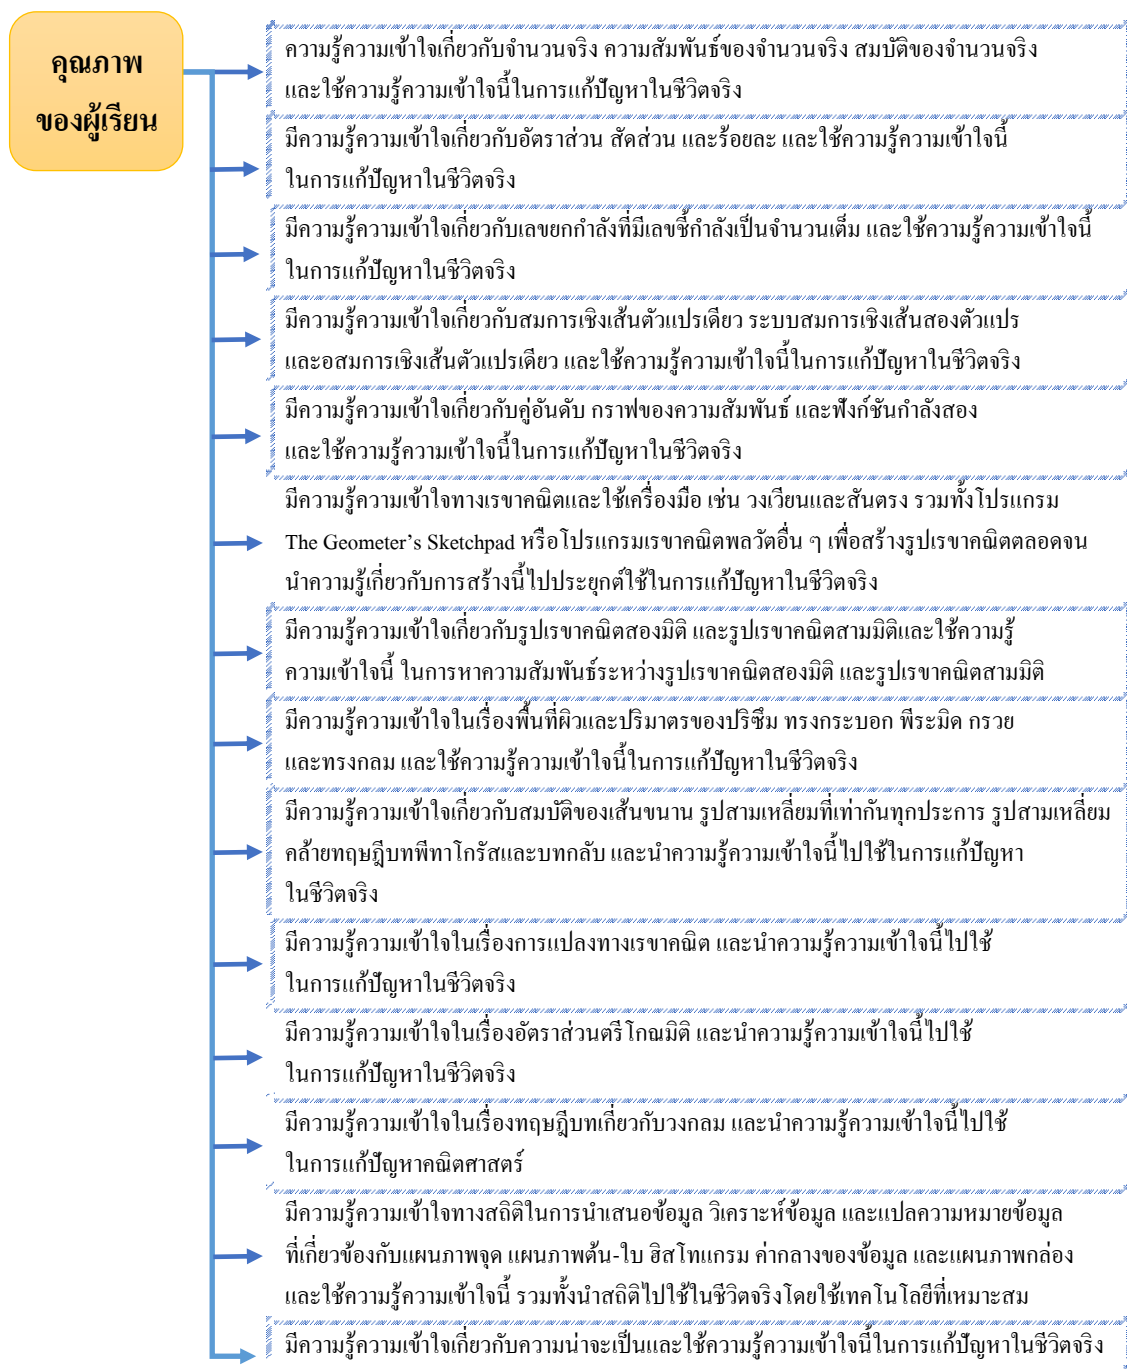 คุณภาพ
ของผู้เรียน
ความรู้ความเข้าใจเกี่ยวกับจำนวนจริง ความสัมพันธ์ของจำนวนจริง สมบัติของจำนวนจริง
และใช้ความรู้ความเข้าใจนี้ในการแก้ปัญหาในชีวิตจริง
มีความรู้ความเข้าใจเกี่ยวกับอัตราส่วน สัดส่วน และร้อยละ และใช้ความรู้ความเข้าใจนี้
ในการแก้ปัญหาในชีวิตจริง
มีความรู้ความเข้าใจเกี่ยวกับเลขยกกำลังที่มีเลขชี้กำลังเป็นจำนวนเต็ม และใช้ความรู้ความเข้าใจนี้
ในการแก้ปัญหาในชีวิตจริง
มีความรู้ความเข้าใจเกี่ยวกับสมการเชิงเส้นตัวแปรเดียว ระบบสมการเชิงเส้นสองตัวแปร
และอสมการเชิงเส้นตัวแปรเดียว และใช้ความรู้ความเข้าใจนี้ในการแก้ปัญหาในชีวิตจริง
มีความรู้ความเข้าใจเกี่ยวกับคู่อันดับ กราฟของความสัมพันธ์ และฟังก์ชันกำลังสอง
และใช้ความรู้ความเข้าใจนี้ในการแก้ปัญหาในชีวิตจริง
มีความรู้ความเข้าใจทางเรขาคณิตและใช้เครื่องมือ เช่น วงเวียนและสันตรง รวมทั้งโปรแกรม
The Geometer’s Sketchpad หรือโปรแกรมเรขาคณิตพลวัตอื่น ๆ เพื่อสร้างรูปเรขาคณิตตลอดจน
นำความรู้เกี่ยวกับการสร้างนี้ไปประยุกต์ใช้ในการแก้ปัญหาในชีวิตจริง
มีความรู้ความเข้าใจเกี่ยวกับรูปเรขาคณิตสองมิติ และรูปเรขาคณิตสามมิติและใช้ความรู้
ความเข้าใจนี้ ในการหาความสัมพันธ์ระหว่างรูปเรขาคณิตสองมิติ และรูปเรขาคณิตสามมิติ
มีความรู้ความเข้าใจในเรื่องพื้นที่ผิวและปริมาตรของปริซึม ทรงกระบอก พีระมิด กรวย
และทรงกลม และใช้ความรู้ความเข้าใจนี้ในการแก้ปัญหาในชีวิตจริง
มีความรู้ความเข้าใจเกี่ยวกับสมบัติของเส้นขนาน รูปสามเหลี่ยมที่เท่ากันทุกประการ รูปสามเหลี่ยม
คล้ายทฤษฎีบทพีทาโกรัสและบทกลับ และนำความรู้ความเข้าใจนี้ไปใช้ในการแก้ปัญหา
ในชีวิตจริง
มีความรู้ความเข้าใจในเรื่องการแปลงทางเรขาคณิต และนำความรู้ความเข้าใจนี้ไปใช้
ในการแก้ปัญหาในชีวิตจริง
มีความรู้ความเข้าใจในเรื่องอัตราส่วนตรีโกณมิติ และนำความรู้ความเข้าใจนี้ไปใช้
ในการแก้ปัญหาในชีวิตจริง
มีความรู้ความเข้าใจในเรื่องทฤษฎีบทเกี่ยวกับวงกลม และนำความรู้ความเข้าใจนี้ไปใช้
ในการแก้ปัญหาคณิตศาสตร์
มีความรู้ความเข้าใจทางสถิติในการนำเสนอข้อมูล วิเคราะห์ข้อมูล และแปลความหมายข้อมูล
ที่เกี่ยวข้องกับแผนภาพจุด แผนภาพต้น-ใบ ฮิสโทแกรม ค่ากลางของข้อมูล และแผนภาพกล่อง
และใช้ความรู้ความเข้าใจนี้ รวมทั้งนำสถิติไปใช้ในชีวิตจริงโดยใช้เทคโนโลยีที่เหมาะสม
มีความรู้ความเข้าใจเกี่ยวกับความน่าจะเป็นและใช้ความรู้ความเข้าใจนี้ในการแก้ปัญหาในชีวิตจริง